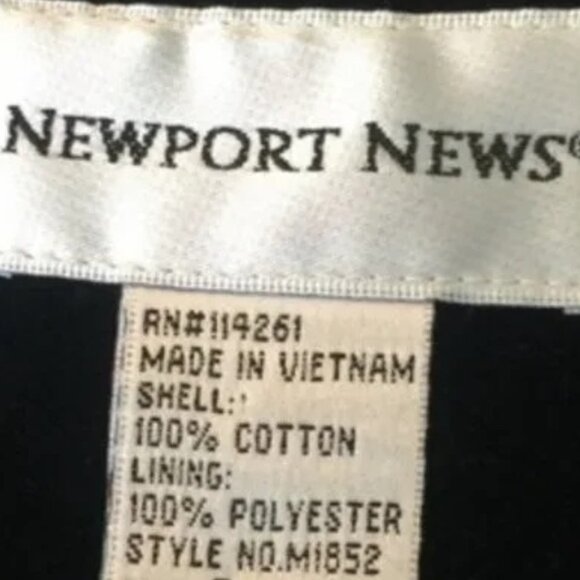 NEWPORT NEWS®
RN#114261
MADE IN VIETNAM
SHELL:
100% COTTON
LINING:
100% POLYESTER
STYLE NO.M1852